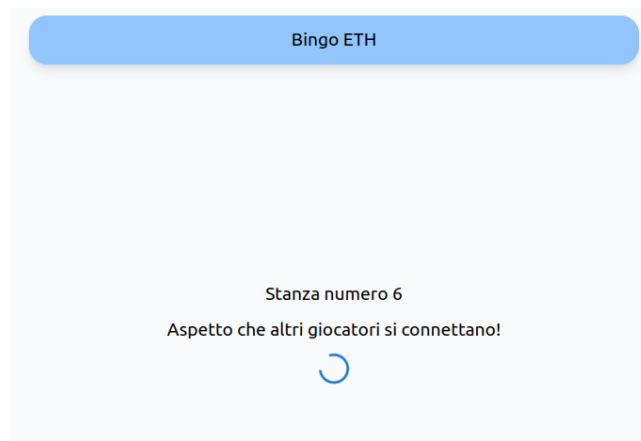 Bingo ETH
Stanza numero 6
Aspetto che altri giocatori si connettano!